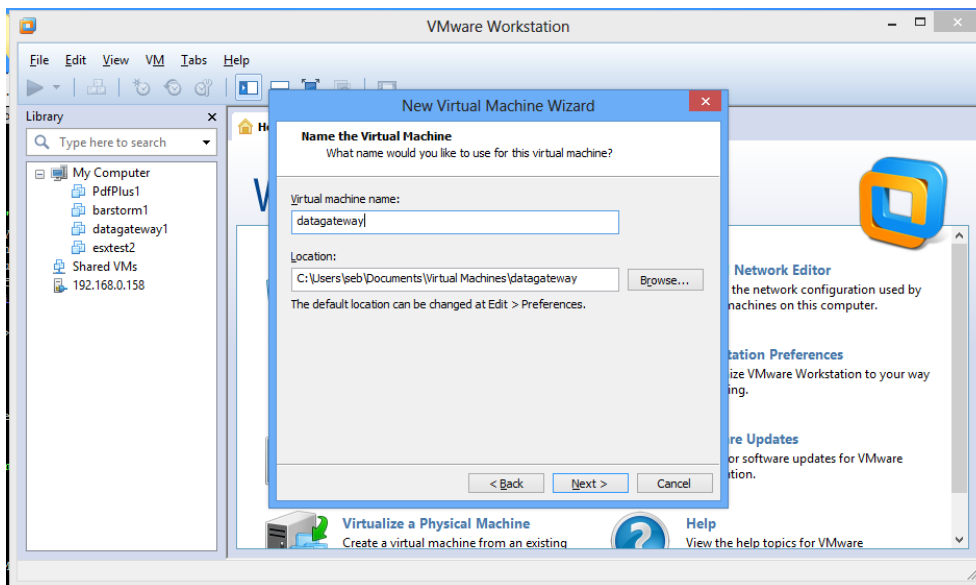 VMware Workstation
File Edit View VM Tabs Help
Library
Type here to search
My Computer
PdfPlus1
barstorm1
datagateway1
esxtest2
Shared VMs
192.168.0.158
New Virtual Machine Wizard
Name the Virtual Machine
What name would you like to use for this virtual machine?
Virtual machine name:
datagateway
Location:
C:\Users\seb\Documents\Virtual Machines\datagateway
Browse...
The default location can be changed at Edit > Preferences.
< Back Next > Cancel
Network Editor
the network configuration used by
machines on this computer.
tation Preferences
ize VMware Workstation to your way
ing.
re Updates
or software updates for VMware
tion.
Virtualize a Physical Machine
Create a virtual machine from an existing
Help
View the help topics for VMware